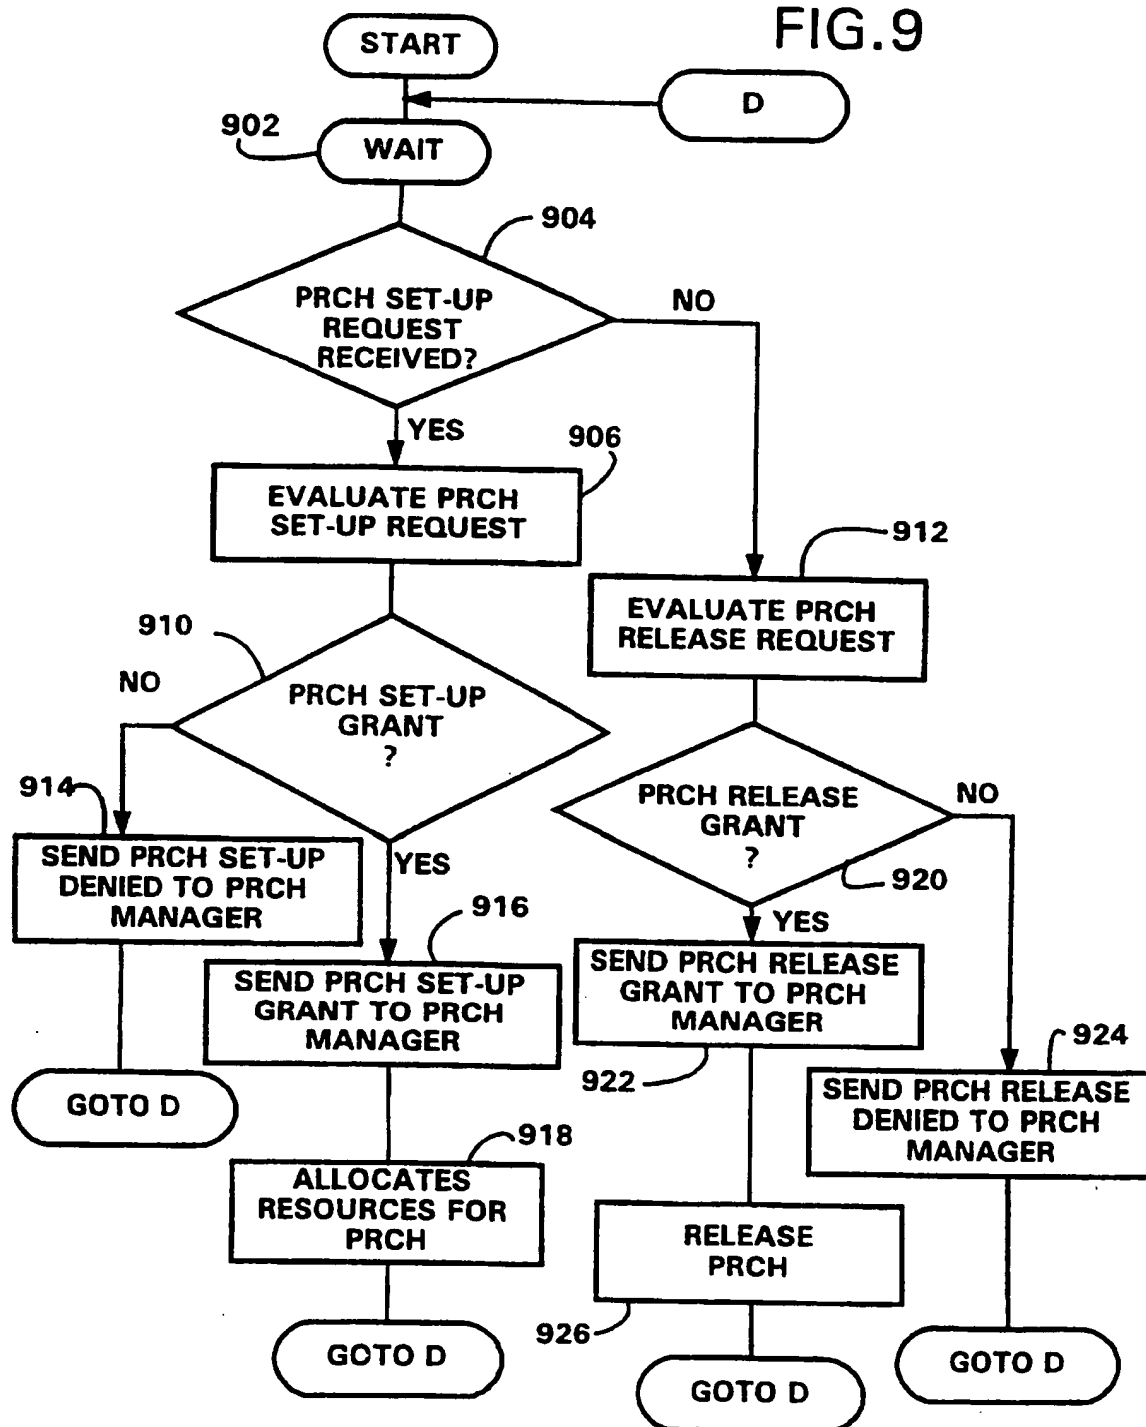 FIG.9
START
D
902
WAIT
904
PRCH SET-UP
REQUEST
RECEIVED?
NO
YES
906
EVALUATE PRCH
SET-UP REQUEST
912
EVALUATE PRCH
RELEASE REQUEST
910
NO
PRCH SET-UP
GRANT
?
914
YES
SEND PRCH SET-UP
DENIED TO PRCH
MANAGER
PRCH RELEASE
GRANT
?
NO
920
YES
916
SEND PRCH SET-UP
GRANT TO PRCH
MANAGER
SEND PRCH RELEASE
GRANT TO PRCH
MANAGER
922
924
SEND PRCH RELEASE
DENIED TO PRCH
MANAGER
GOTO D
918
ALLOCATES
RESOURCES FOR
PRCH
RELEASE
PRCH
926
GOTO D
GOTO D
GOTO D